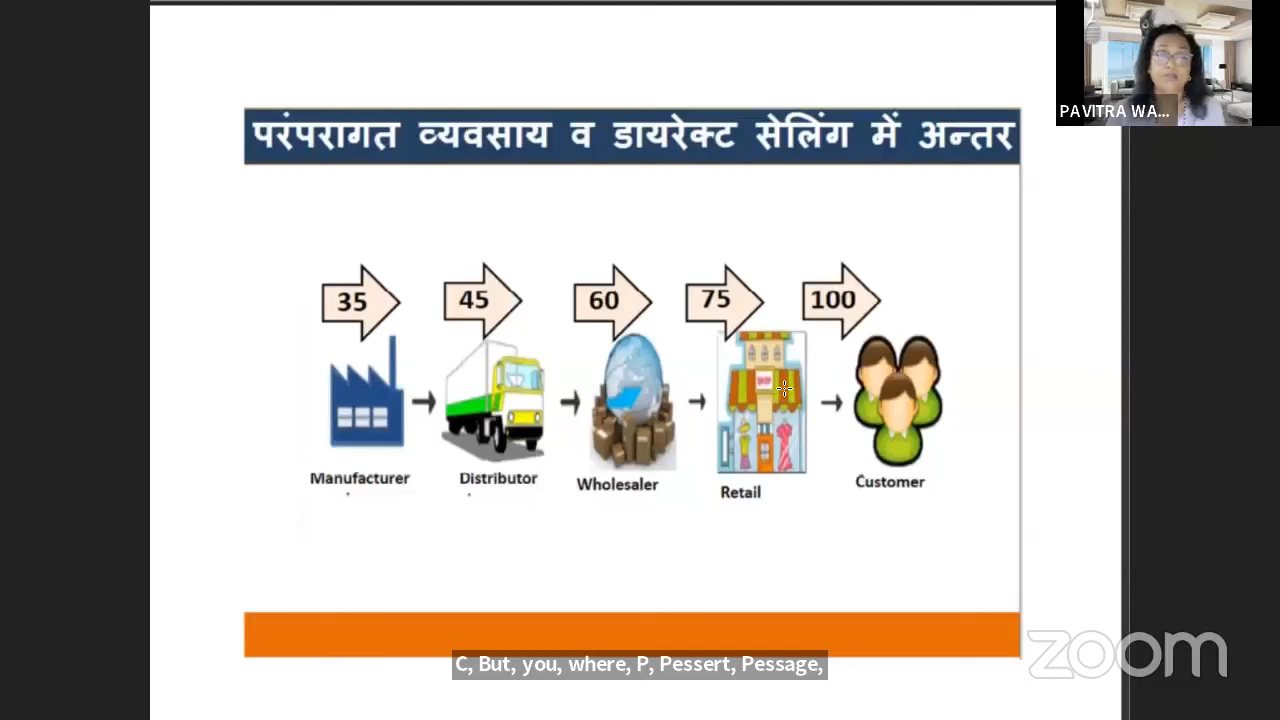 परंपरागत व्यवसाय व डायरेक्ट सेलिंग में अन्तर
PAVITRA WA...
35 45 60 75 100
SHOP
Manufacturer Distributor Wholesaler Retail Customer
C, But, you, where, P, Pessert, Pessage,
zoom